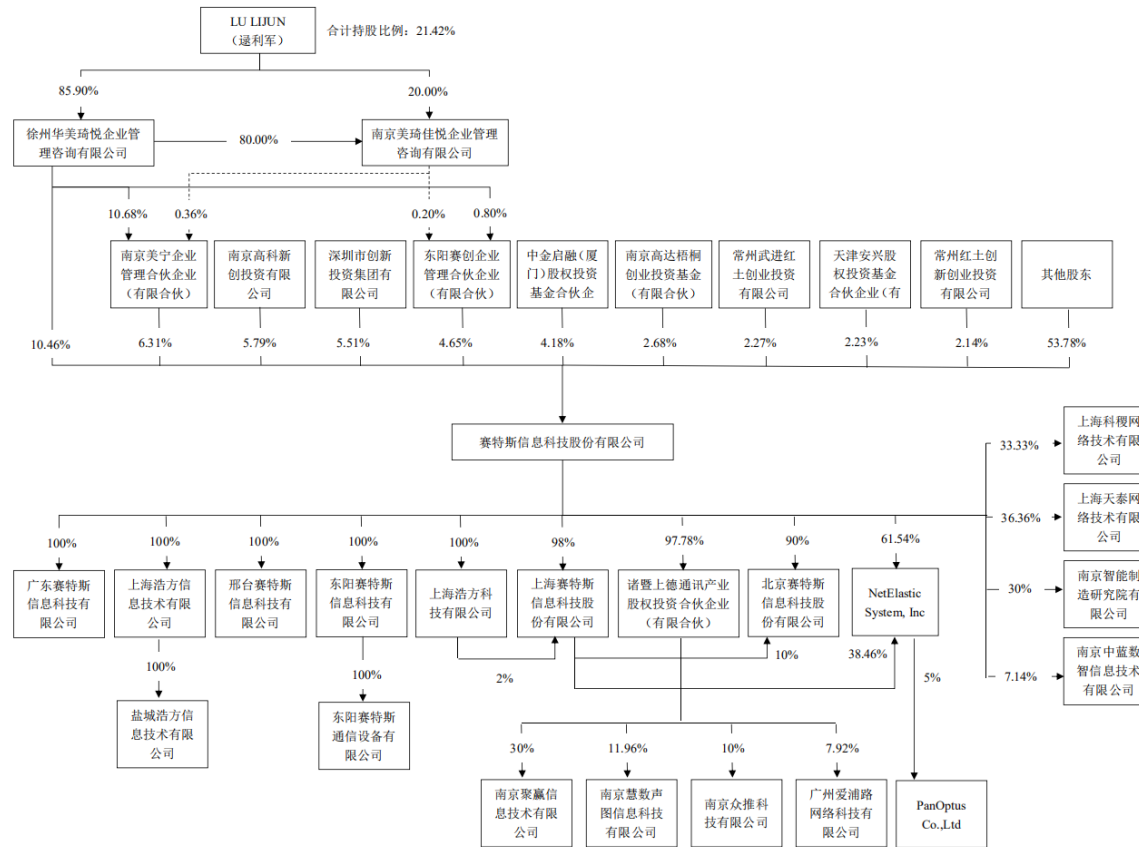 LU LIJUN
（逯利军）
合计持股比例：21.42%
85.90%
20.00%
徐州华美琦悦企业管
理咨询有限公司
80.00%
南京美琦佳悦企业管理
咨询有限公司
10.68%
0.36%
0.20%
0.80%
南京美宁企业
管理合伙企业
（有限合伙）
南京高科新
创投资有限公
司
深圳市创新
投资集团有
限公司
东阳赛创企业
管理合伙企业
（有限合伙）
中金启融（厦
门）股权投资
基金合伙企
南京高达梧桐
创业投资基金
（有限合伙）
常州武进红
土创业投资
有限公司
天津安兴股
权投资基金
合伙企业（有
常州红土创
新创业投资
有限公司
其他股东
10.46%
6.31%
5.79%
5.51%
4.65%
4.18%
2.68%
2.27%
2.23%
2.14%
53.78%
赛特斯信息科技股份有限公司
33.33%
上海科稷网
络技术有限
公司
36.36%
上海天泰网
络技术有限
公司
30%
南京智能制
造研究院有
限公司
7.14%
南京中蓝数
智信息技术
有限公司
100%
100%
100%
100%
100%
98%
97.78%
90%
61.54%
广东赛特斯
信息科技有
限公司
上海浩方信
息技术有限
公司
邢台赛特斯
信息科技有
限公司
东阳赛特斯
信息科技有
限公司
上海浩方科
技有限公司
上海赛特斯
信息科技股
份有限公司
诸暨上德通讯产业
股权投资合伙企业
（有限合伙）
北京赛特斯
信息科技股
份有限公司
NetElastic
System, Inc
2%
10%
38.46%
5%
100%
100%
盐城浩方信
息技术有限
公司
东阳赛特斯
通信设备有
限公司
30%
11.96%
10%
7.92%
南京聚赢信
息技术有限
公司
南京慧数声
图信息科技
有限公司
南京众推科
技有限公司
广州爱浦路
网络科技有
限公司
PanOptus
Co.,Ltd